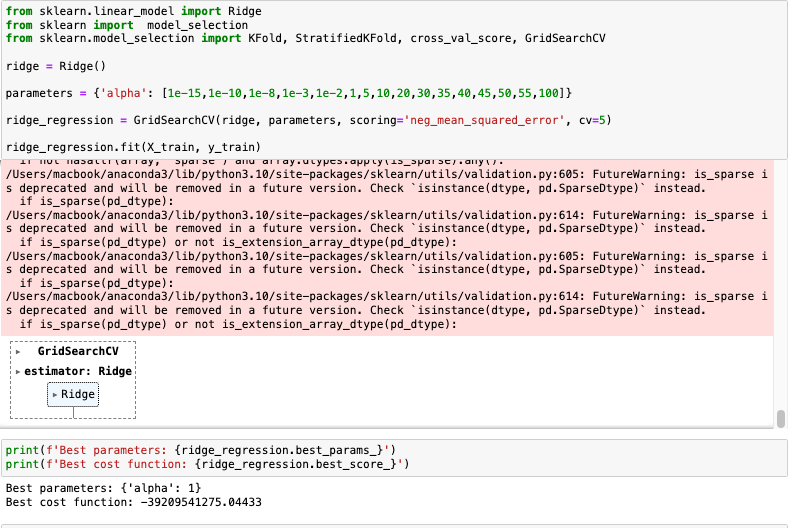 from sklearn.linear_model import Ridge
from sklearn import  model_selection
from sklearn.model_selection import KFold, StratifiedKFold, cross_val_score, GridSearchCV
ridge = Ridge()
parameters = {'alpha': [1e-15,1e-10,1e-8,1e-3,1e-2,1,5,10,20,30,35,40,45,50,55,100]}
ridge_regression = GridSearchCV(ridge, parameters, scoring='neg_mean_squared_error', cv=5)
ridge_regression.fit(X_train, y_train)
if not hasattr(array, "sparse") and array.dtypes.apply(is_sparse).any():
/Users/macbook/anaconda3/lib/python3.10/site-packages/sklearn/utils/validation.py:605: FutureWarning: is_sparse i
s deprecated and will be removed in a future version. Check `isinstance(dtype, pd.SparseDtype)` instead.
if is_sparse(pd_dtype):
/Users/macbook/anaconda3/lib/python3.10/site-packages/sklearn/utils/validation.py:614: FutureWarning: is_sparse i
s deprecated and will be removed in a future version. Check `isinstance(dtype, pd.SparseDtype)` instead.
if is_sparse(pd_dtype) or not is_extension_array_dtype(pd_dtype):
/Users/macbook/anaconda3/lib/python3.10/site-packages/sklearn/utils/validation.py:605: FutureWarning: is_sparse i
s deprecated and will be removed in a future version. Check `isinstance(dtype, pd.SparseDtype)` instead.
if is_sparse(pd_dtype):
/Users/macbook/anaconda3/lib/python3.10/site-packages/sklearn/utils/validation.py:614: FutureWarning: is_sparse i
s deprecated and will be removed in a future version. Check `isinstance(dtype, pd.SparseDtype)` instead.
if is_sparse(pd_dtype) or not is_extension_array_dtype(pd_dtype):
GridSearchCV
estimator: Ridge
Ridge
print(f'Best parameters: {ridge_regression.best_params_}')
print(f'Best cost function: {ridge_regression.best_score_}')
Best parameters: {'alpha': 1}
Best cost function: -39209541275.04433